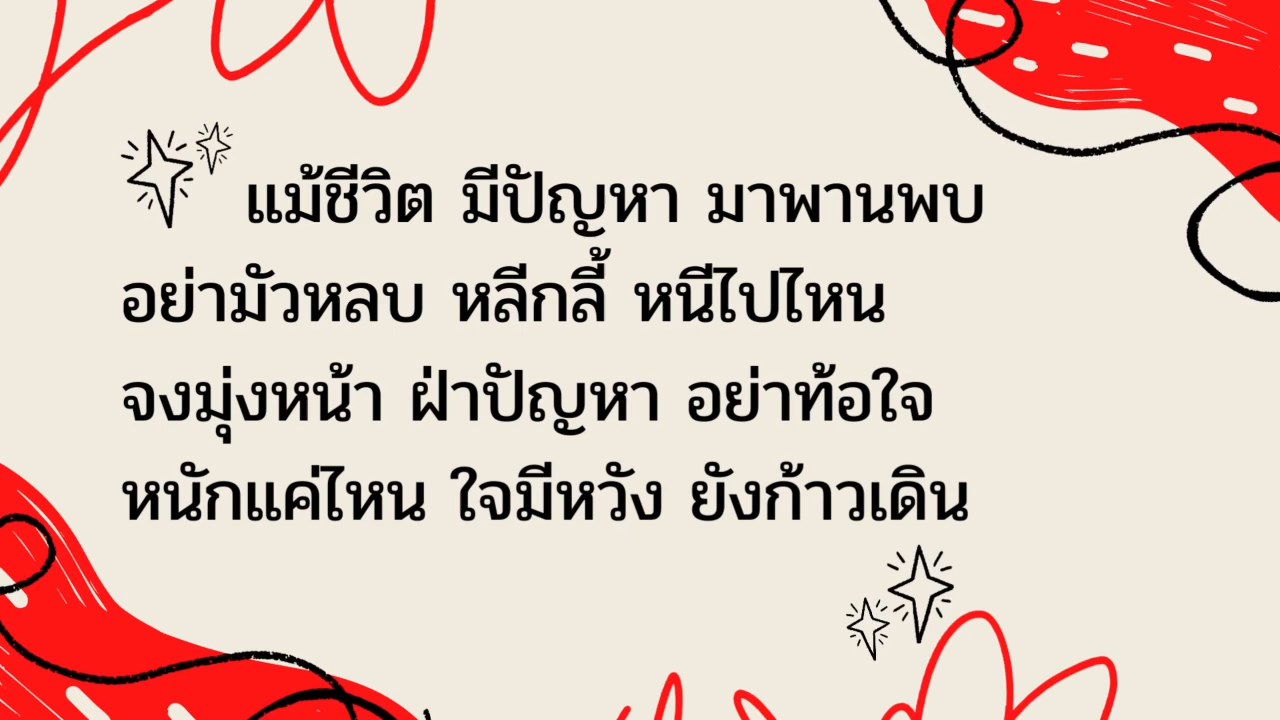 แม้ชีวิต มีปัญหา มาพานพบ
อย่ามัวหลบ หลีกลี้ หนีไปไหน
จงมุ่งหน้า ฝ่าปัญหา อย่าท้อใจ
หนักแค่ไหน ใจมีหวัง ยังก้าวเดิน